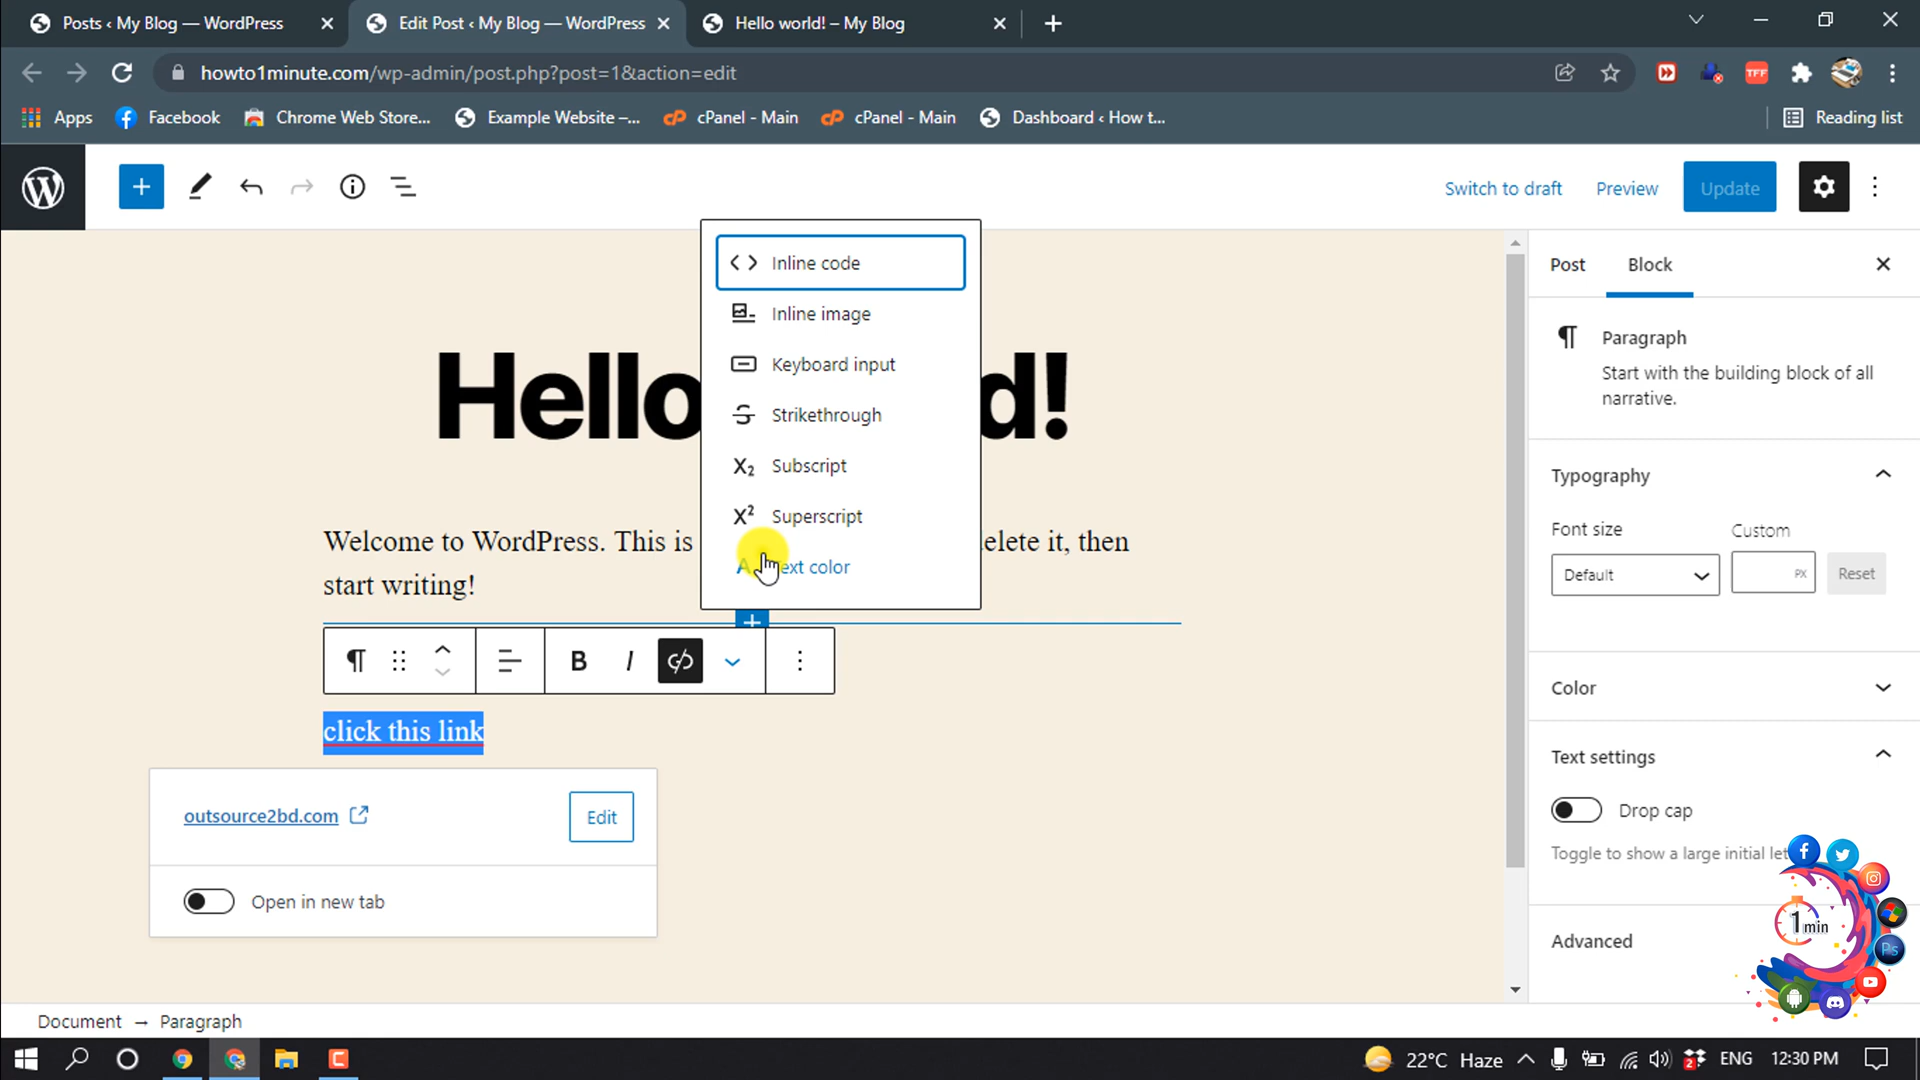 Posts ‹ My Blog — WordPress
Edit Post ‹ My Blog — WordPress
Hello world! – My Blog
howto1minute.com/wp-admin/post.php?post=1&action=edit
Apps
Facebook
Chrome Web Store...
Example Website –...
cPanel - Main
cPanel - Main
Dashboard ‹ How t...
Reading list
Switch to draft
Preview
Update
Inline code
Inline image
Keyboard input
Strikethrough
Subscript
Superscript
ext color
Hello
d!
Welcome to WordPress. This is
elete it, then
start writing!
B
I
click this link
outsource2bd.com
Edit
Open in new tab
Post
Block
Paragraph
Start with the building block of all
narrative.
Typography
Font size
Custom
Default
PX
Reset
Color
Text settings
Drop cap
Toggle to show a large initial let
Advanced
1 min
Ps
Document → Paragraph
22°C Haze
2
ENG
12:30 PM